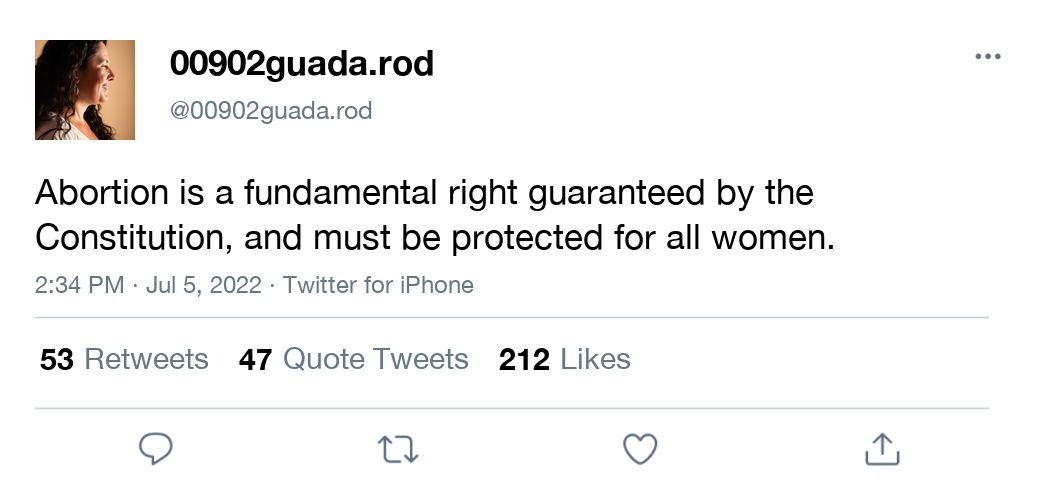 00902guada.rod
@00902guada.rod
Abortion is a fundamental right guaranteed by the
Constitution, and must be protected for all women.
2:34 PM · Jul 5, 2022 · Twitter for iPhone
53 Retweets 47 Quote Tweets 212 Likes